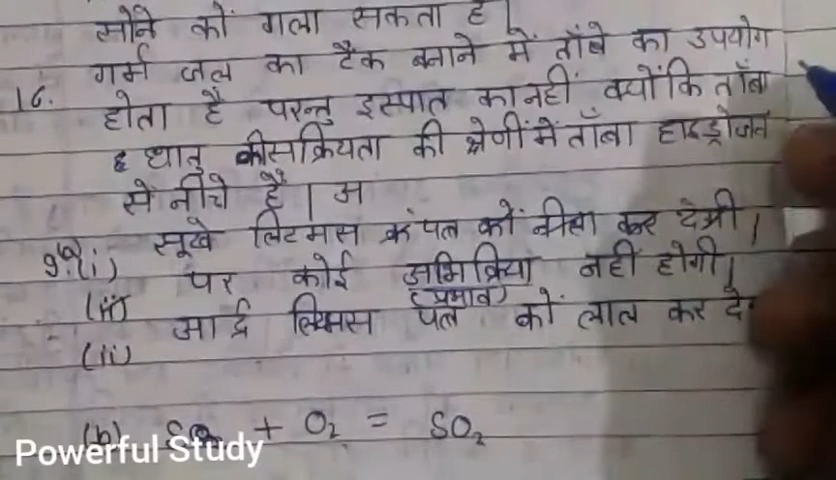 सोने को गला सकता है।
16. गर्म जल का टैंक बनाने में ताँबे का उपयोग
होता है परन्तु इस्पात का नहीं क्योंकि ताँबा
धातु की सक्रियता की श्रेणी में ताँबा हाइड्रोजन
से नीचे है। अ
9. (i) सूखे लिटमस पत्र को नीला कर देगी।
(ii) पर कोई अभिक्रिया नहीं होगी।
(प्रभाव)
(ii) आर्द्र लिटमस पत्र को लाल कर दे
(b) + O₂ = SO₂
Powerful Study